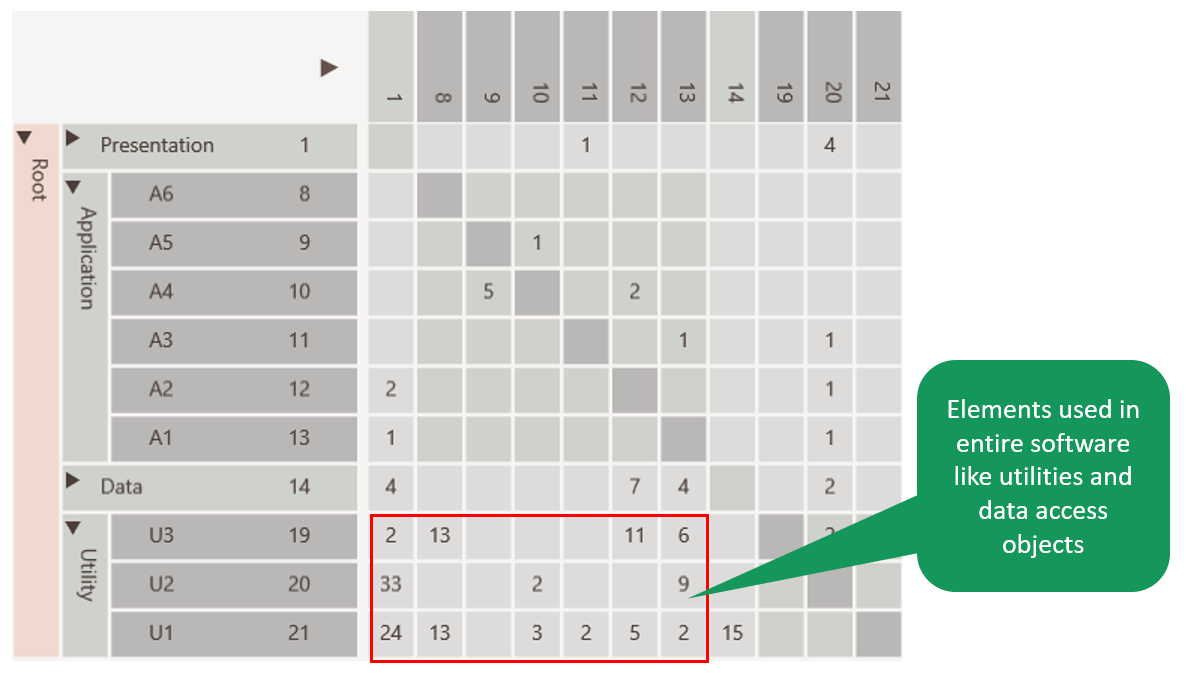 1 8 9 10 11 12 13 14 19 20 21
Root
Presentation 1 1 4
Application
A6 8
A5 9 1
A4 10 5 2
A3 11 1 1
A2 12 2 1
A1 13 1 1
Data 14 4 7 4 2
Utility
U3 19 2 13 11 6
U2 20 33 2 9
U1 21 24 13 3 2 5 2 15
Elements used in
entire software
like utilities and
data access
objects